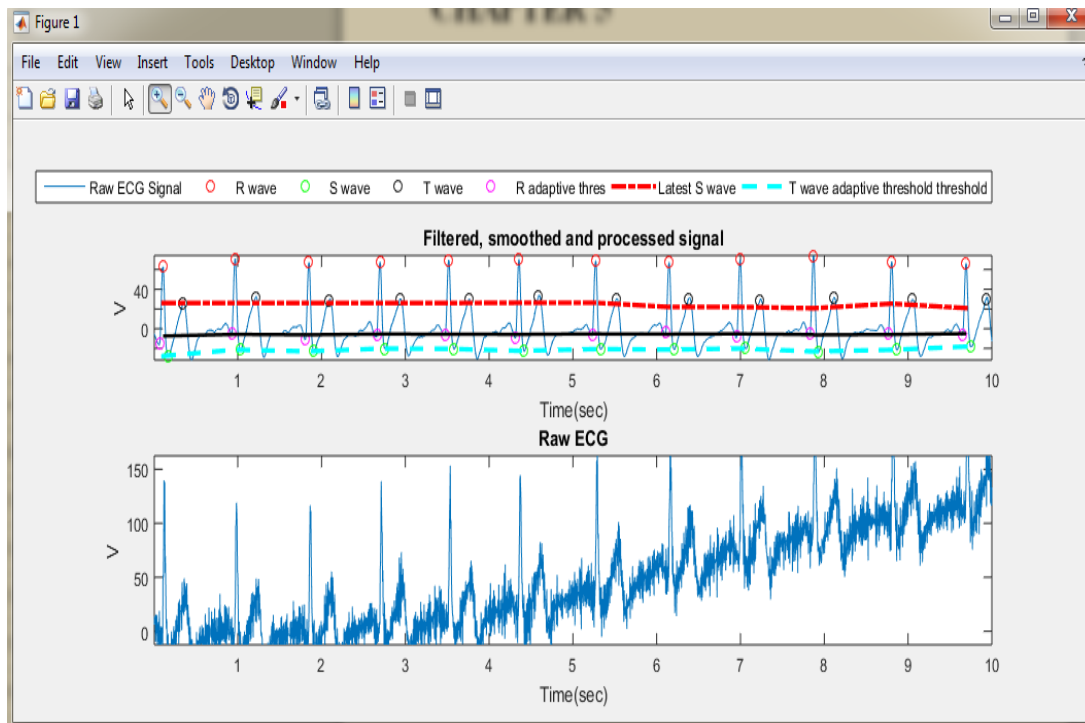 CHAPTER 5
Figure 1
File Edit View Insert Tools Desktop Window Help
Raw ECG Signal R wave S wave T wave R adaptive thres Latest S wave T wave adaptive threshold threshold
Filtered, smoothed and processed signal
40
0
V
1 2 3 4 5 6 7 8 9 10
Time(sec)
Raw ECG
150
100
50
0
V
1 2 3 4 5 6 7 8 9 10
Time(sec)